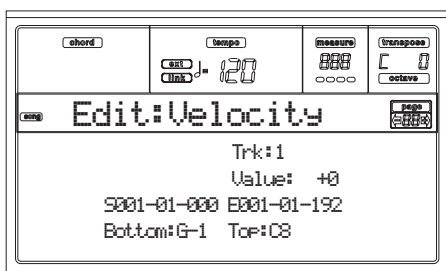 chord tempo measure transpose
ext
link ♩= 120 888 C 0
octave
song Edit:Velocity page
88
Trk:1
Value: +0
S001-01-000 E001-01-192
Bottom:G-1 Top:C8